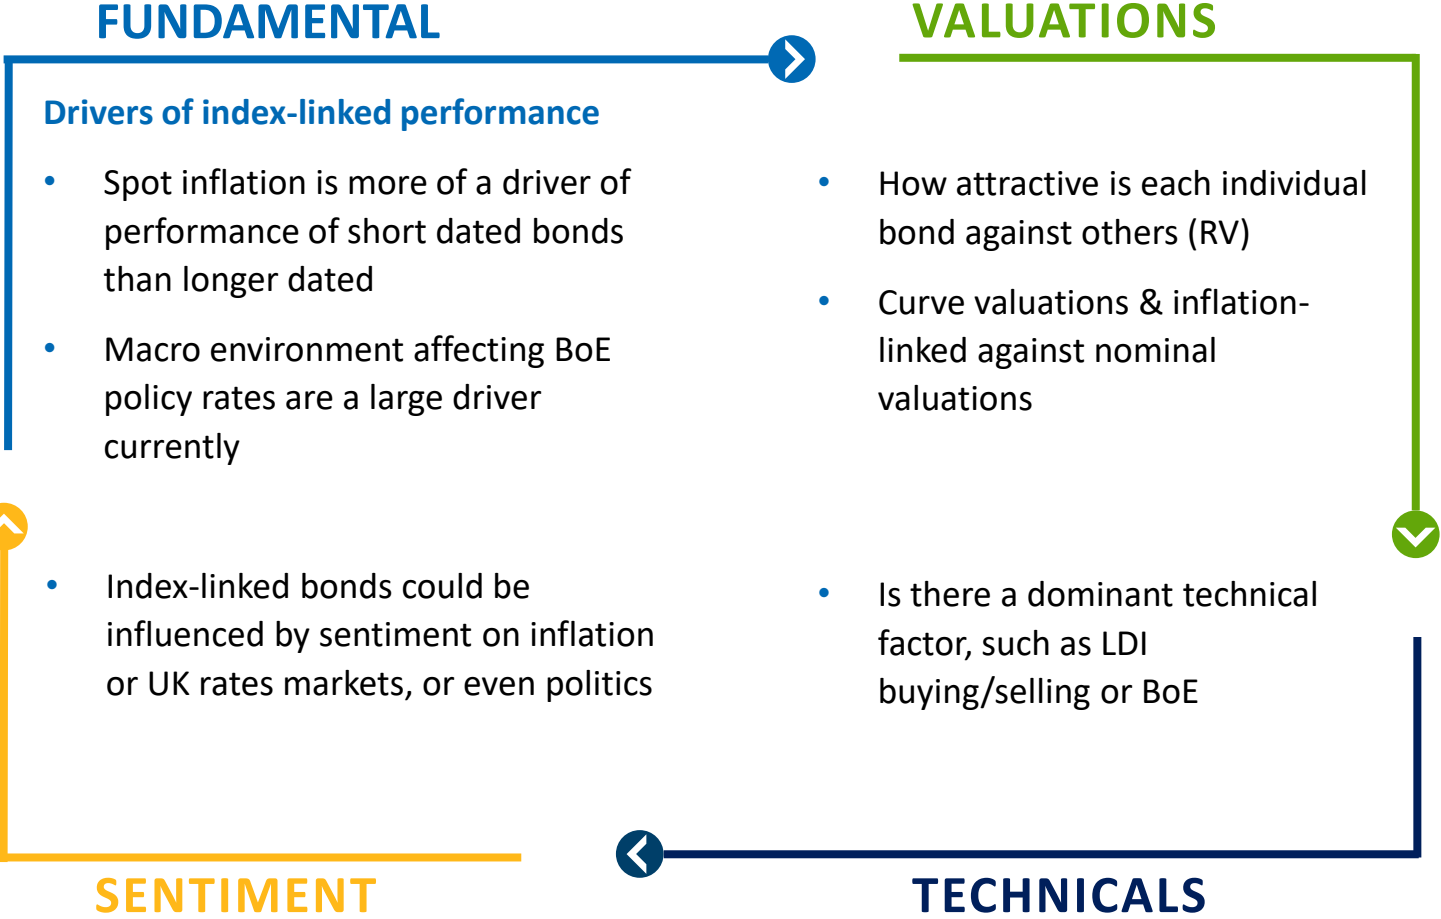 FUNDAMENTAL
Drivers of index-linked performance
• Spot inflation is more of a driver of
performance of short dated bonds
than longer dated
• Macro environment affecting BoE
policy rates are a large driver
currently
VALUATIONS
• How attractive is each individual
bond against others (RV)
• Curve valuations & inflation-
linked against nominal
valuations
• Index-linked bonds could be
influenced by sentiment on inflation
or UK rates markets, or even politics
SENTIMENT
• Is there a dominant technical
factor, such as LDI
buying/selling or BoE
TECHNICALS